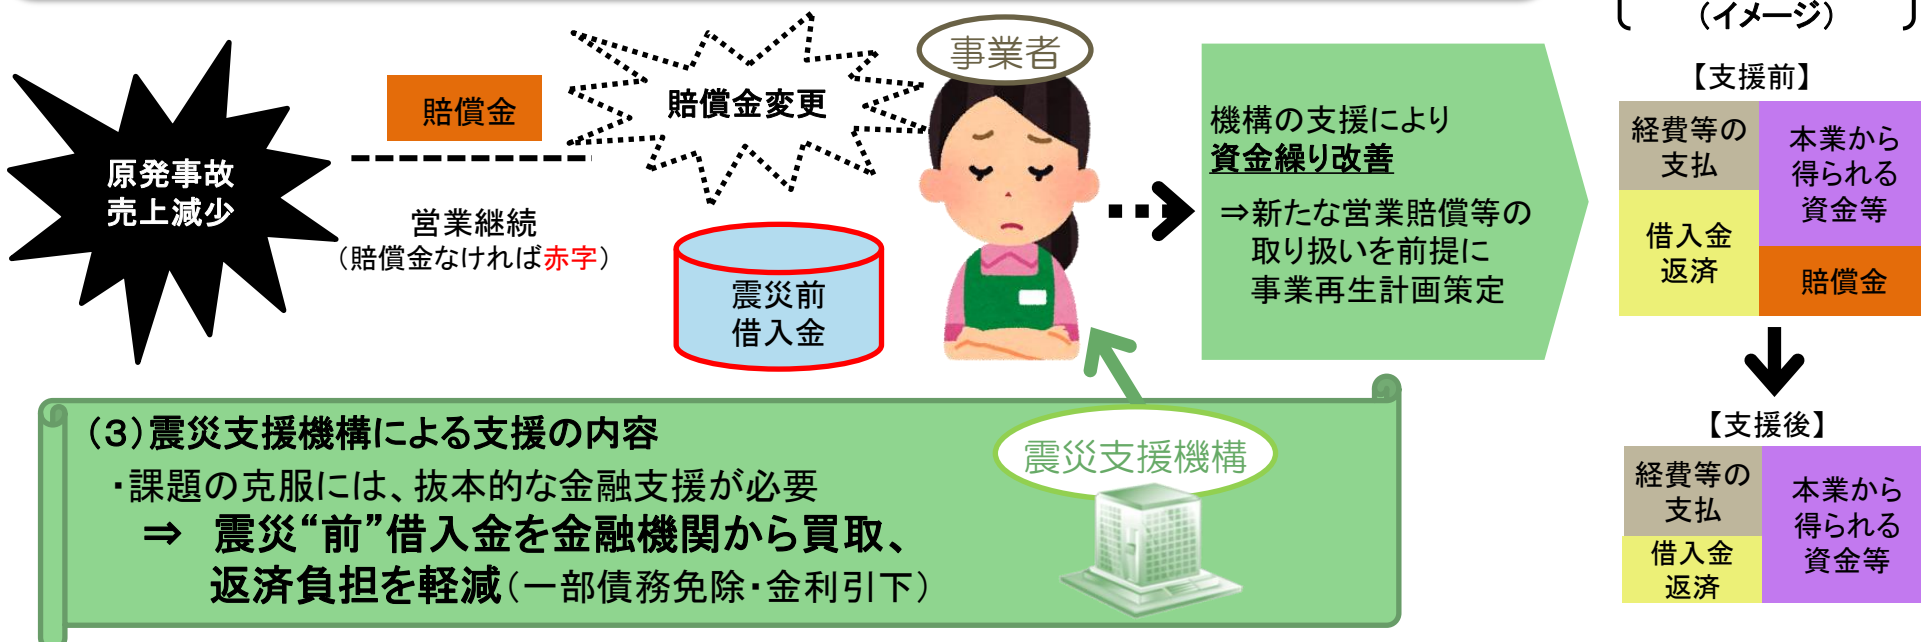 原発事故
売上減少
賠償金
営業継続
（賠償金なければ赤字）
賠償金変更
震災前
借入金
事業者
機構の支援により
資金繰り改善
⇒新たな営業賠償等の
取り扱いを前提に
事業再生計画策定
（イメージ）
【支援前】
経費等の
支払
借入金
返済
本業から
得られる
資金等
賠償金
【支援後】
経費等の
支払
借入金
返済
本業から
得られる
資金等
（３）震災支援機構による支援の内容
・課題の克服には、抜本的な金融支援が必要
⇒ 震災“前”借入金を金融機関から買取、
返済負担を軽減（一部債務免除・金利引下）
震災支援機構